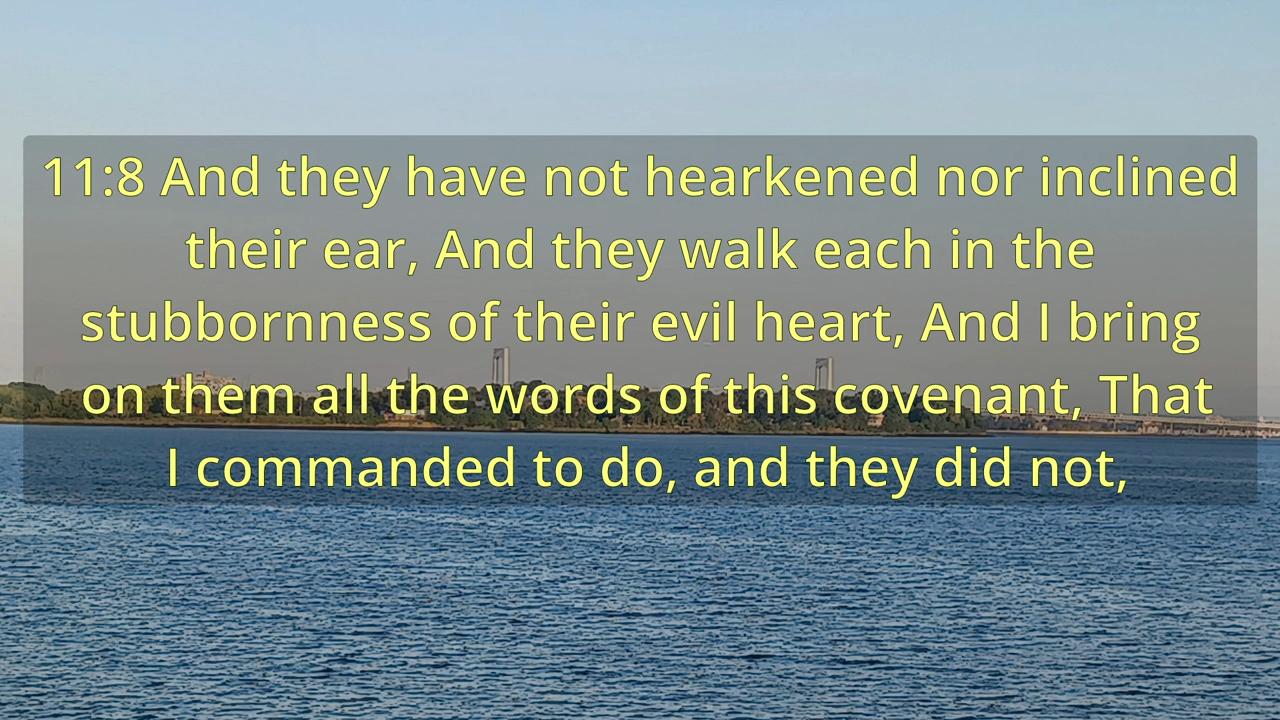 11:8 And they have not hearkened nor inclined
their ear, And they walk each in the
stubbornness of their evil heart, And I bring
on them all the words of this covenant, That
I commanded to do, and they did not,